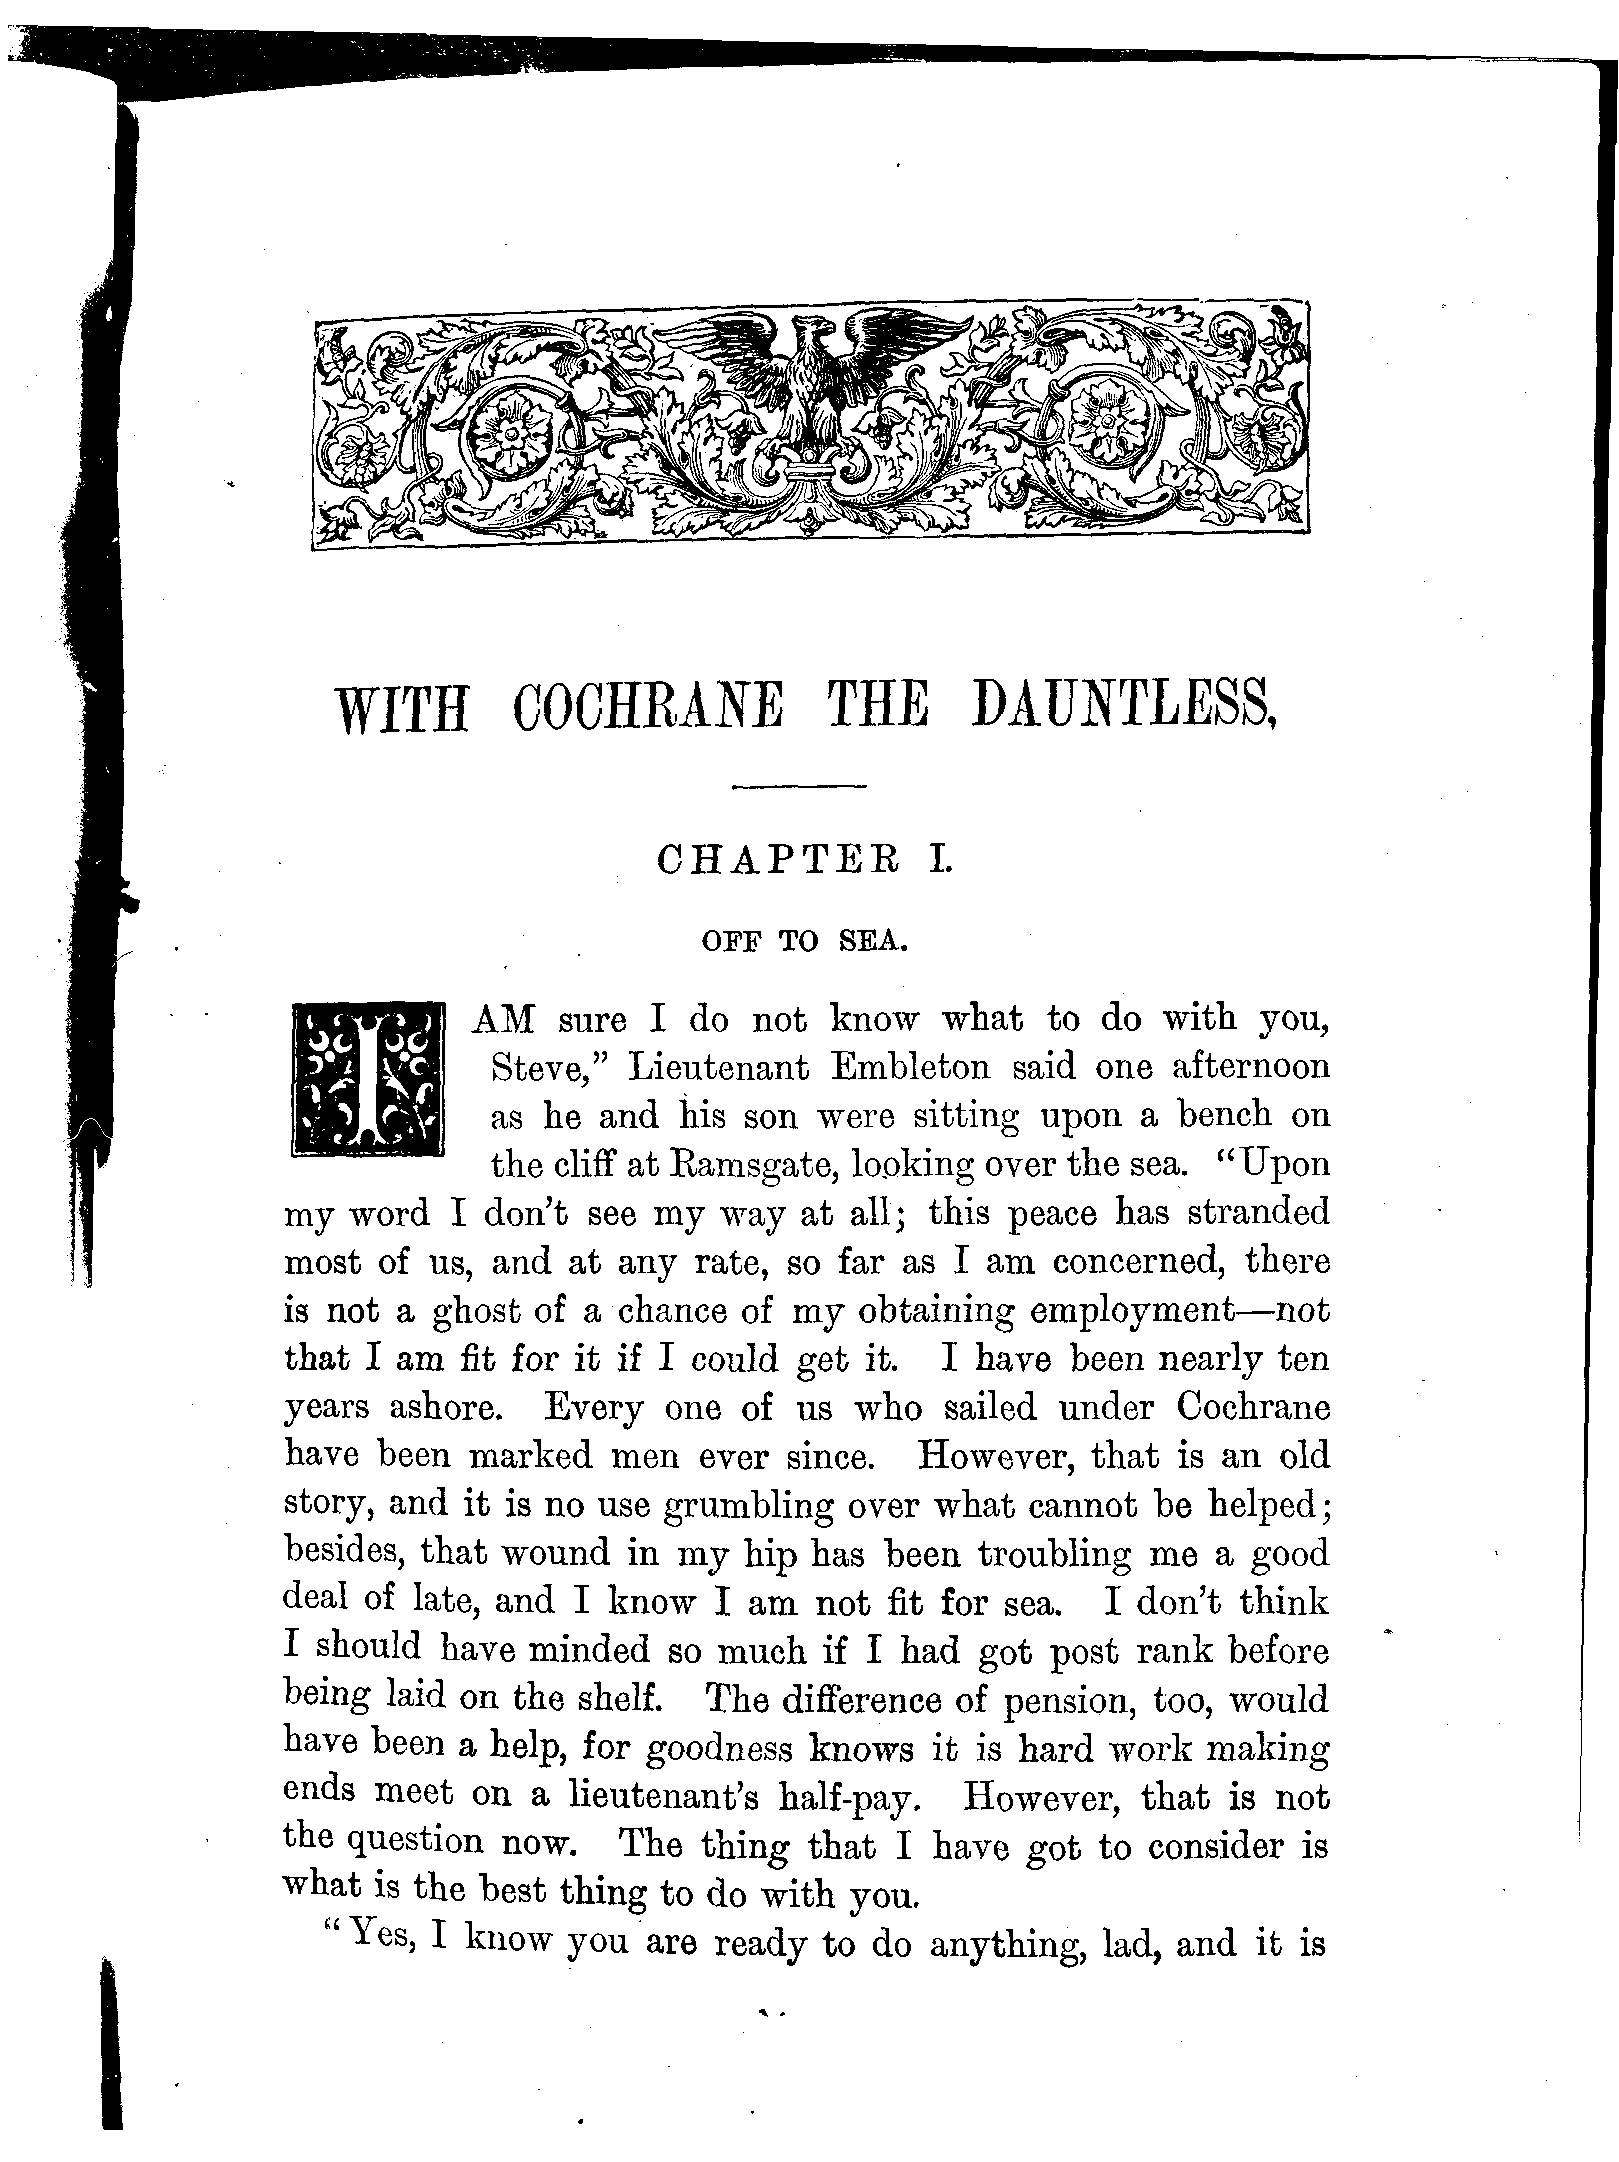 WITH COCHRANE THE DAUNTLESS,
CHAPTER I.
OFF TO SEA.
I AM sure I do not know what to do with you,
Steve,” Lieutenant Embleton said one afternoon
as he and his son were sitting upon a bench on
the cliff at Ramsgate, looking over the sea. “Upon
my word I don’t see my way at all; this peace has stranded
most of us, and at any rate, so far as I am concerned, there
is not a ghost of a chance of my obtaining employment—not
that I am fit for it if I could get it. I have been nearly ten
years ashore. Every one of us who sailed under Cochrane
have been marked men ever since. However, that is an old
story, and it is no use grumbling over what cannot be helped;
besides, that wound in my hip has been troubling me a good
deal of late, and I know I am not fit for sea. I don’t think
I should have minded so much if I had got post rank before
being laid on the shelf. The difference of pension, too, would
have been a help, for goodness knows it is hard work making
ends meet on a lieutenant’s half-pay. However, that is not
the question now. The thing that I have got to consider is
what is the best thing to do with you.
“Yes, I know you are ready to do anything, lad, and it is